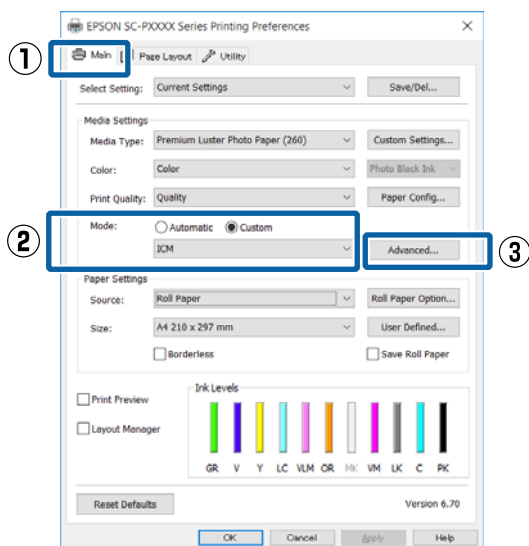 EPSON SC-PXXXX Series Printing Preferences
① Main Page Layout Utility
Select Setting: Current Settings Save/Del...
Media Settings
Media Type: Premium Luster Photo Paper (260) Custom Settings...
Color: Color Photo Black Ink
Print Quality: Quality Paper Config...
Mode: Automatic Custom
② ICM Advanced... ③
Paper Settings
Source: Roll Paper Roll Paper Option...
Size: A4 210 x 297 mm User Defined...
Borderless Save Roll Paper
Ink Levels
Print Preview
Layout Manager
GR V Y LC VLM OR MK VM LK C PK
Reset Defaults Version 6.70
OK Cancel Apply Help